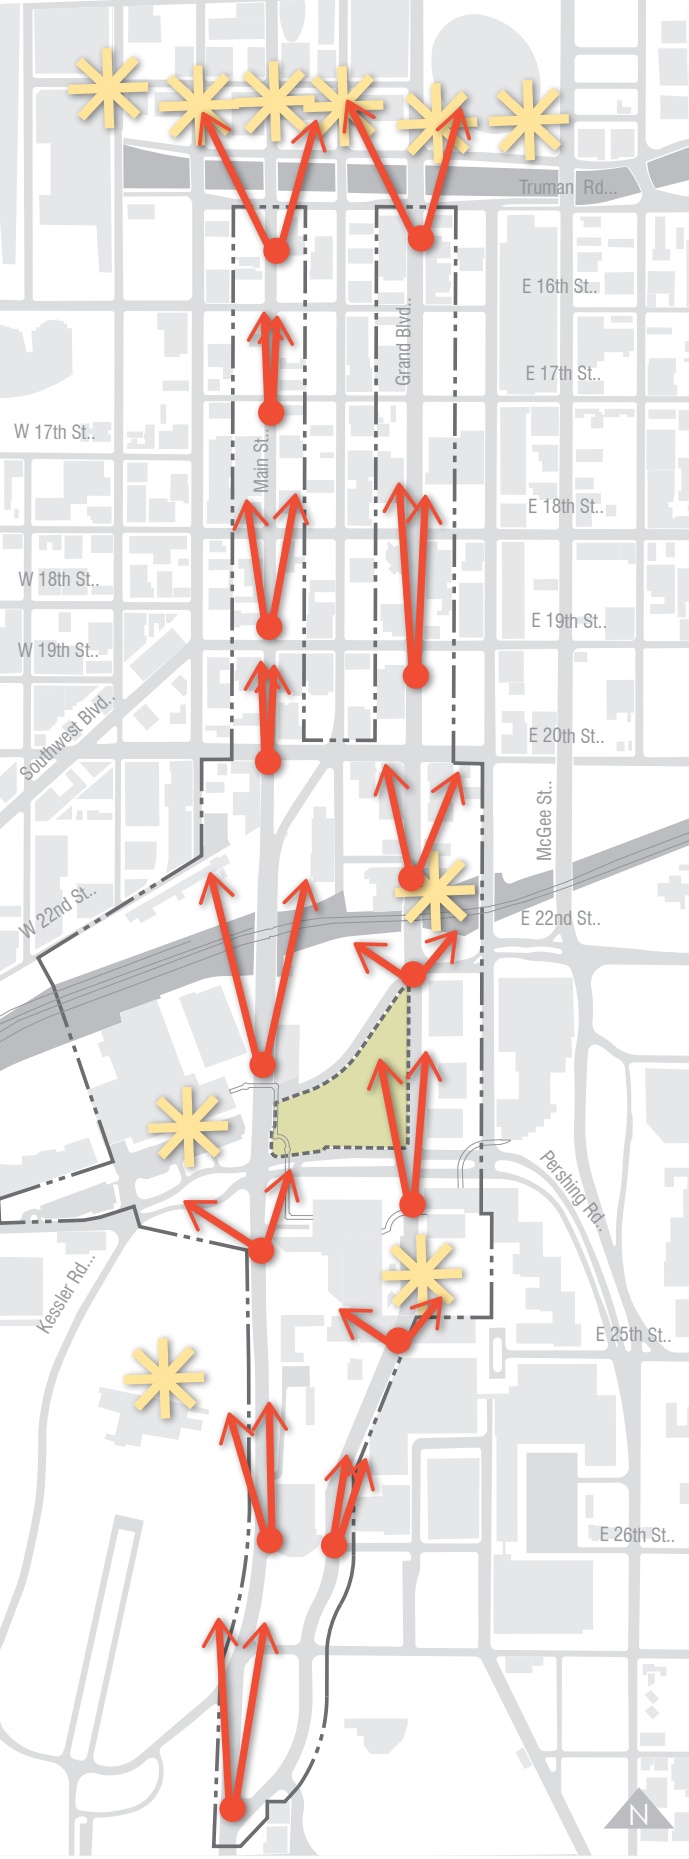 Truman Rd...
E 16th St..
Grand Blvd..
E 17th St..
W 17th St..
Main St..
E 18th St..
W 18th St..
E 19th St..
W 19th St..
Southwest Blvd..
E 20th St..
McGee St..
W 22nd St..
E 22nd St..
Pershing Rd..
Kessler Rd...
E 25th St..
E 26th St..
N